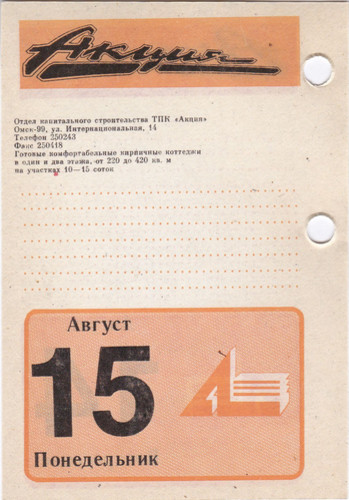 Акция
Отдел капитального строительства ТПК «Акция»
Омск-99, ул. Интернациональная, 14
Телефон 250243
Факс 250418
Готовые комфортабельные кирпичные коттеджи
в один и два этажа, от 220 до 420 кв. м
на участках 10—15 соток
Август
15
Понедельник